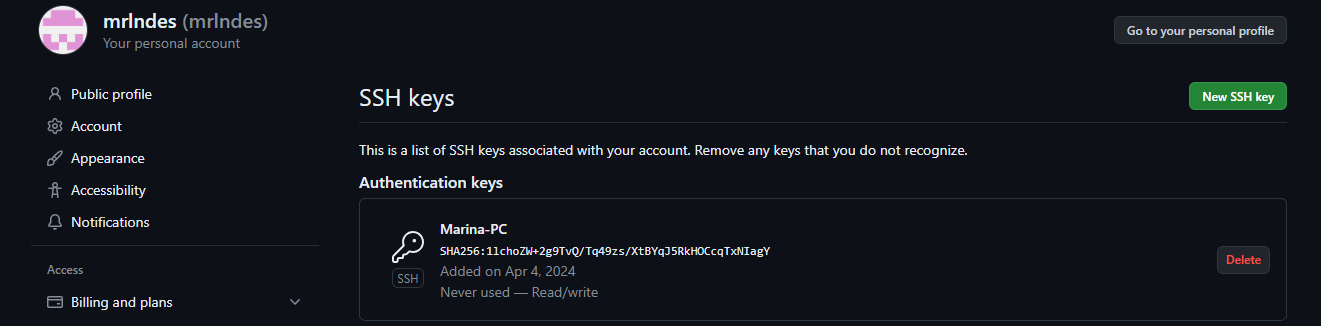 mrlndes (mrlndes)
Your personal account
Go to your personal profile
Public profile
Account
Appearance
Accessibility
Notifications
Access
Billing and plans
SSH keys
New SSH key
This is a list of SSH keys associated with your account. Remove any keys that you do not recognize.
Authentication keys
Marina-PC
SHA256:1lchoZW+2g9TvQ/Tq49zs/XtBYqJ5RkHOCcqTxNIagY
Added on Apr 4, 2024
Never used — Read/write
SSH
Delete